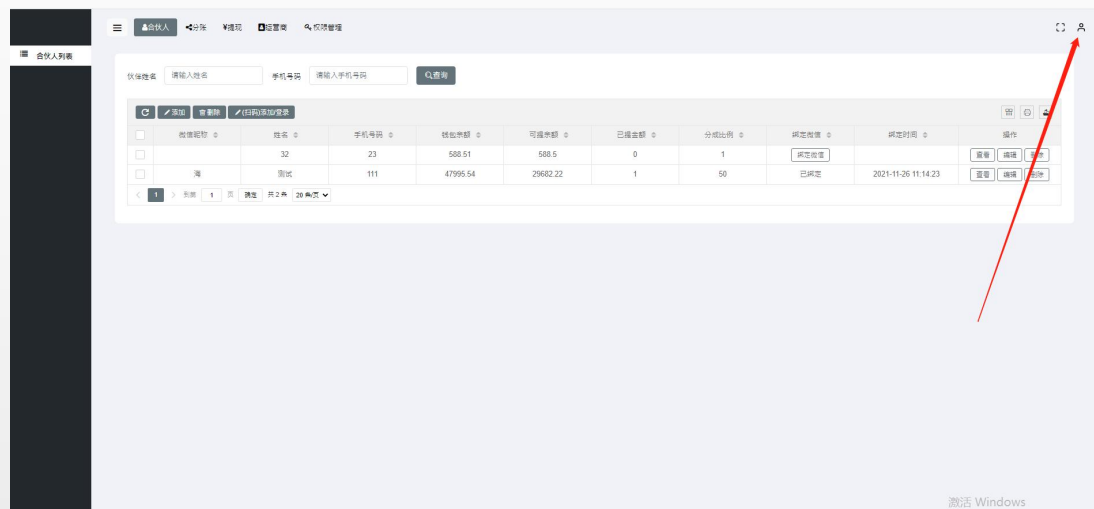 合伙人 分账 ¥提现 运营商 权限管理
合伙人列表
伙伴姓名 请输入姓名 手机号码 请输入手机号码 查询
添加 删除 (扫码)添加/登录
微信昵称 姓名 手机号码 钱包余额 可提余额 已提金额 分成比例 绑定微信 绑定时间 操作
32 23 588.51 588.5 0 1 绑定微信 查看 编辑 删除
海 测试 111 47995.54 29682.22 1 50 已绑定 2021-11-26 11:14:23 查看 编辑 删除
1 到第 1 页 确定 共 2 条 20 条/页
激活 Windows